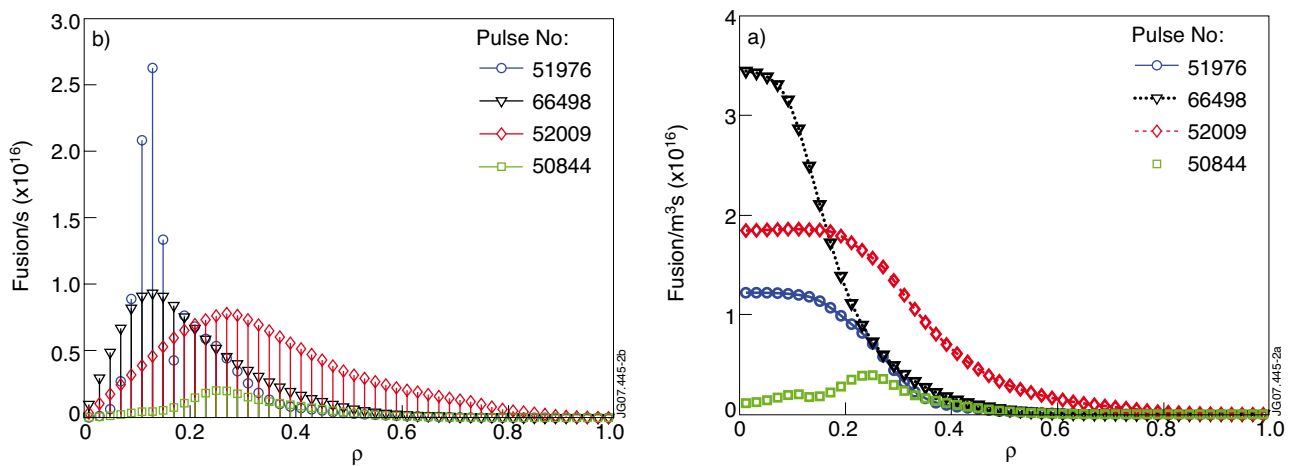 b)
Pulse No:
51976
66498
52009
50844
Fusion/s (x10¹⁶)
3.0
2.5
2.0
1.5
1.0
0.5
0
0 0.2 0.4 0.6 0.8 1.0
ρ
JG07.445-2b
a)
Pulse No:
51976
66498
52009
50844
Fusion/m³s (x10¹⁶)
4
3
2
1
0
0 0.2 0.4 0.6 0.8 1.0
ρ
JG07.445-2a